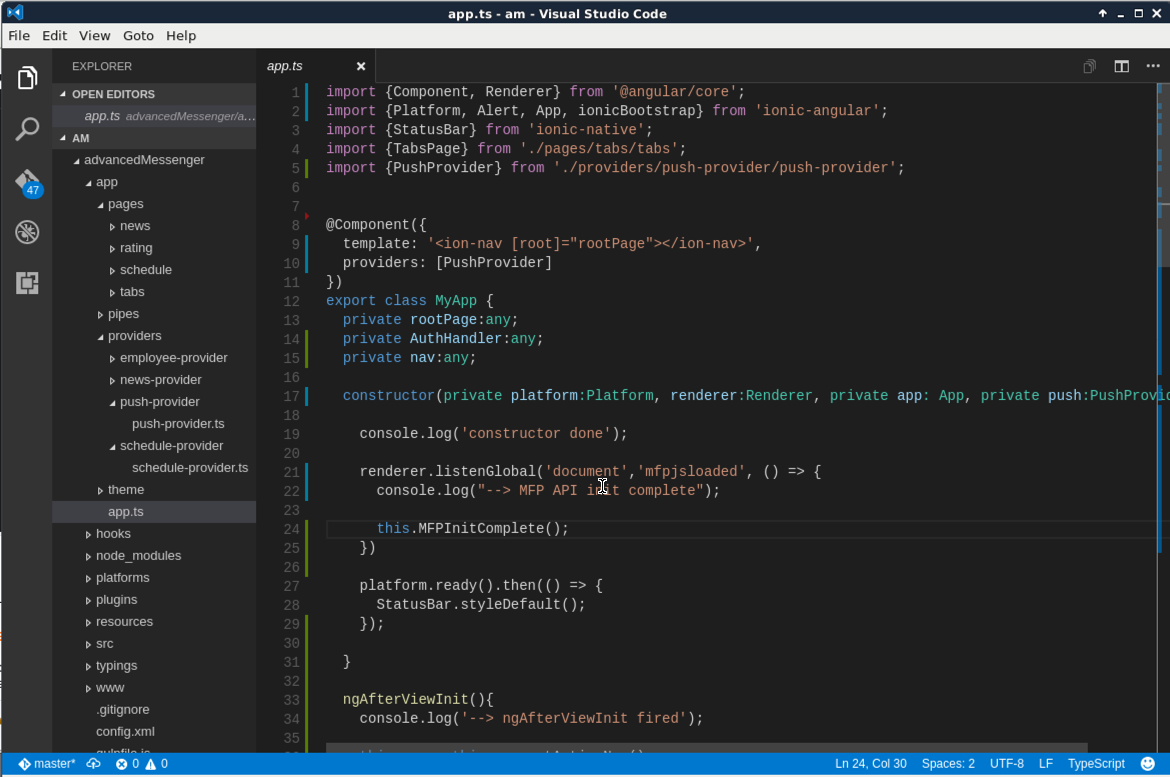 app.ts - am - Visual Studio Code
File Edit View Goto Help
EXPLORER
OPEN EDITORS
app.ts advancedMessenger/a...
AM
advancedMessenger
app
pages
news
rating
schedule
tabs
pipes
providers
employee-provider
news-provider
push-provider
push-provider.ts
schedule-provider
schedule-provider.ts
theme
app.ts
hooks
node_modules
platforms
plugins
resources
src
typings
www
.gitignore
config.xml
gulpfile.js
47
app.ts
1 import {Component, Renderer} from '@angular/core';
2 import {Platform, Alert, App, ionicBootstrap} from 'ionic-angular';
3 import {StatusBar} from 'ionic-native';
4 import {TabsPage} from './pages/tabs/tabs';
5 import {PushProvider} from './providers/push-provider/push-provider';
6
7
8 @Component({
9 template: '<ion-nav [root]="rootPage"></ion-nav>',
10 providers: [PushProvider]
11 })
12 export class MyApp {
13 private rootPage:any;
14 private AuthHandler:any;
15 private nav:any;
16
17 constructor(private platform:Platform, renderer:Renderer, private app: App, private push:PushProvid
18
19 console.log('constructor done');
20
21 renderer.listenGlobal('document','mfpjsloaded', () => {
22 console.log("--> MFP API init complete");
23
24 this.MFPInitComplete();
25 })
26
27 platform.ready().then(() => {
28 StatusBar.styleDefault();
29 });
30
31 }
32
33 ngAfterViewInit(){
34 console.log('--> ngAfterViewInit fired');
35
master* 0 0 Ln 24, Col 30 Spaces: 2 UTF-8 LF TypeScript